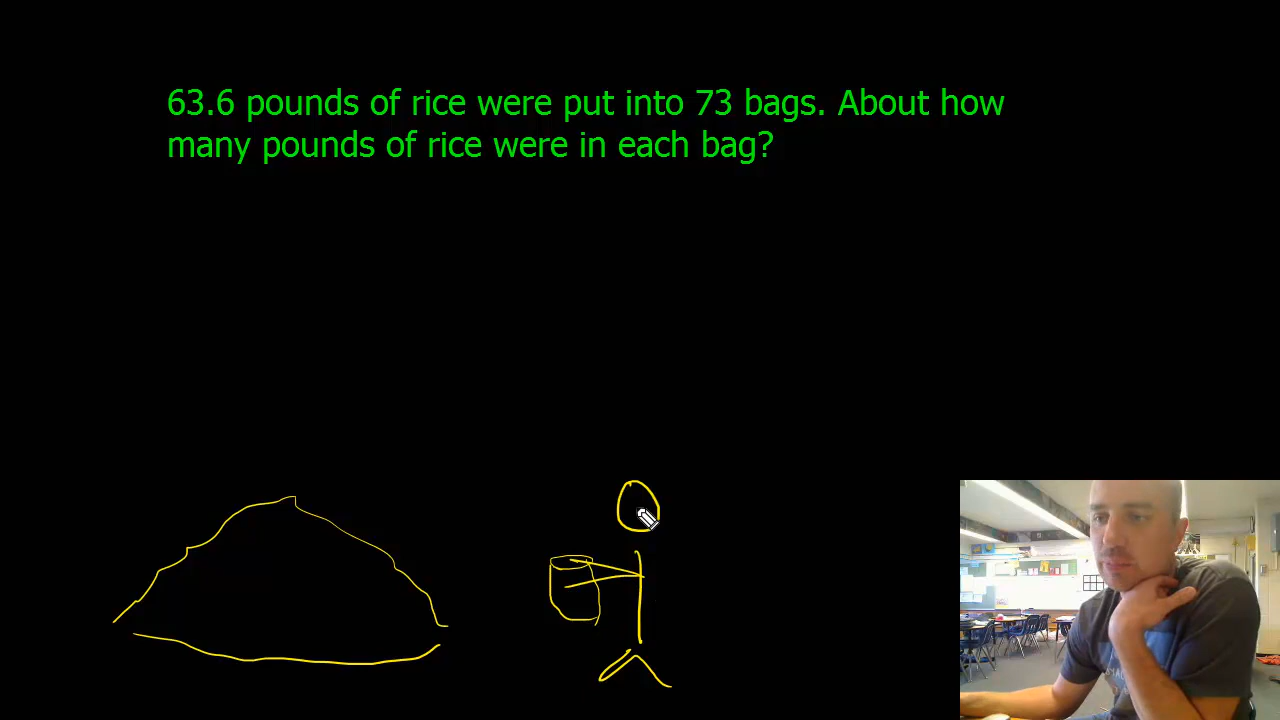 63.6 pounds of rice were put into 73 bags. About how
many pounds of rice were in each bag?